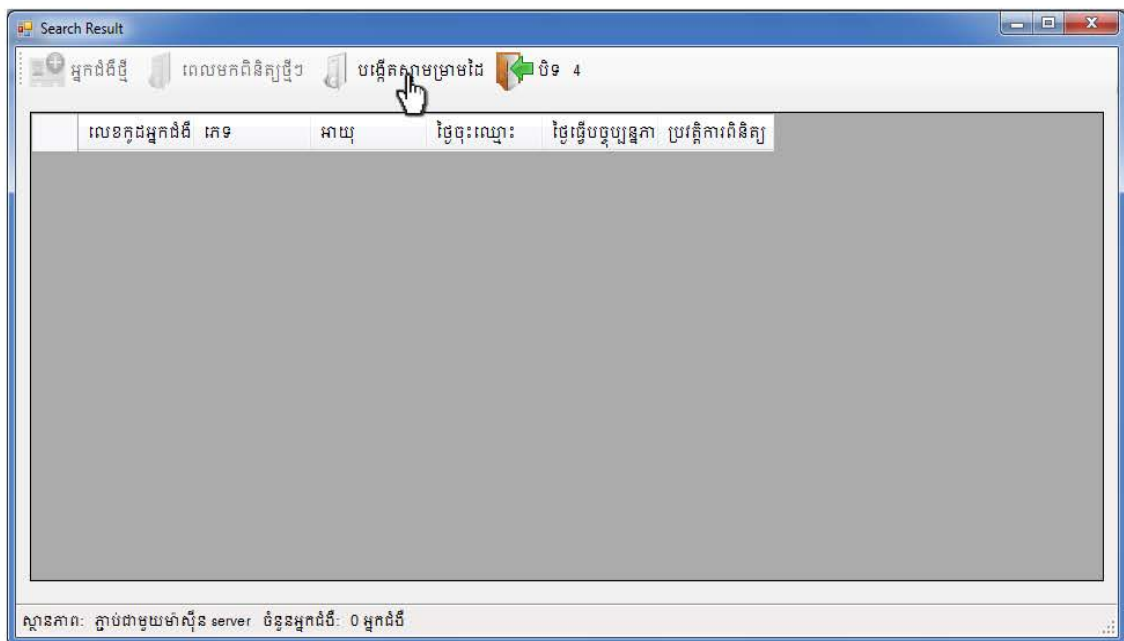 Search Result
អ្នកជំងឺថ្មី ពេលមកពិនិត្យថ្មីៗ បង្កើតស្នាមម្រាមដៃ បិទ 4
លេខកូដអ្នកជំងឺ ភេទ អាយុ ថ្ងៃចុះឈ្មោះ ថ្ងៃធ្វើបច្ចុប្បន្នភា ប្រវត្តិការពិនិត្យ
ស្ថានភាព: ភ្ជាប់ជាមួយម៉ាស៊ីន server ចំនួនអ្នកជំងឺ: 0 អ្នកជំងឺ